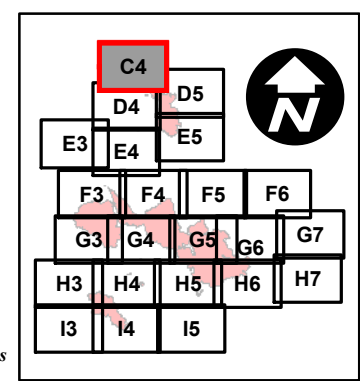 C4
D4 D5
E3 E4 E5
N
F3 F4 F5 F6
G3 G4 G5 G6 G7
H3 H4 H5 H6 H7
I3 I4 I5
s